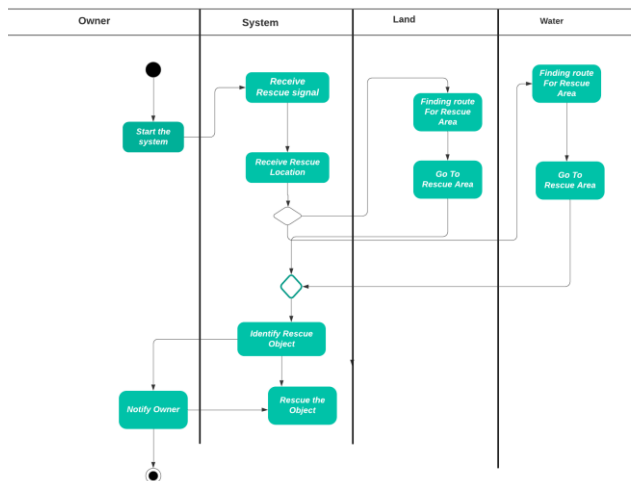 Owner
System
Land
Water
Receive
Rescue signal
Finding route
For Rescue
Area
Finding route
For Rescue
Area
Start the
system
Receive Rescue
Location
Go To
Rescue Area
Go To
Rescue Area
Identify Rescue
Object
Notify Owner
Rescue the
Object